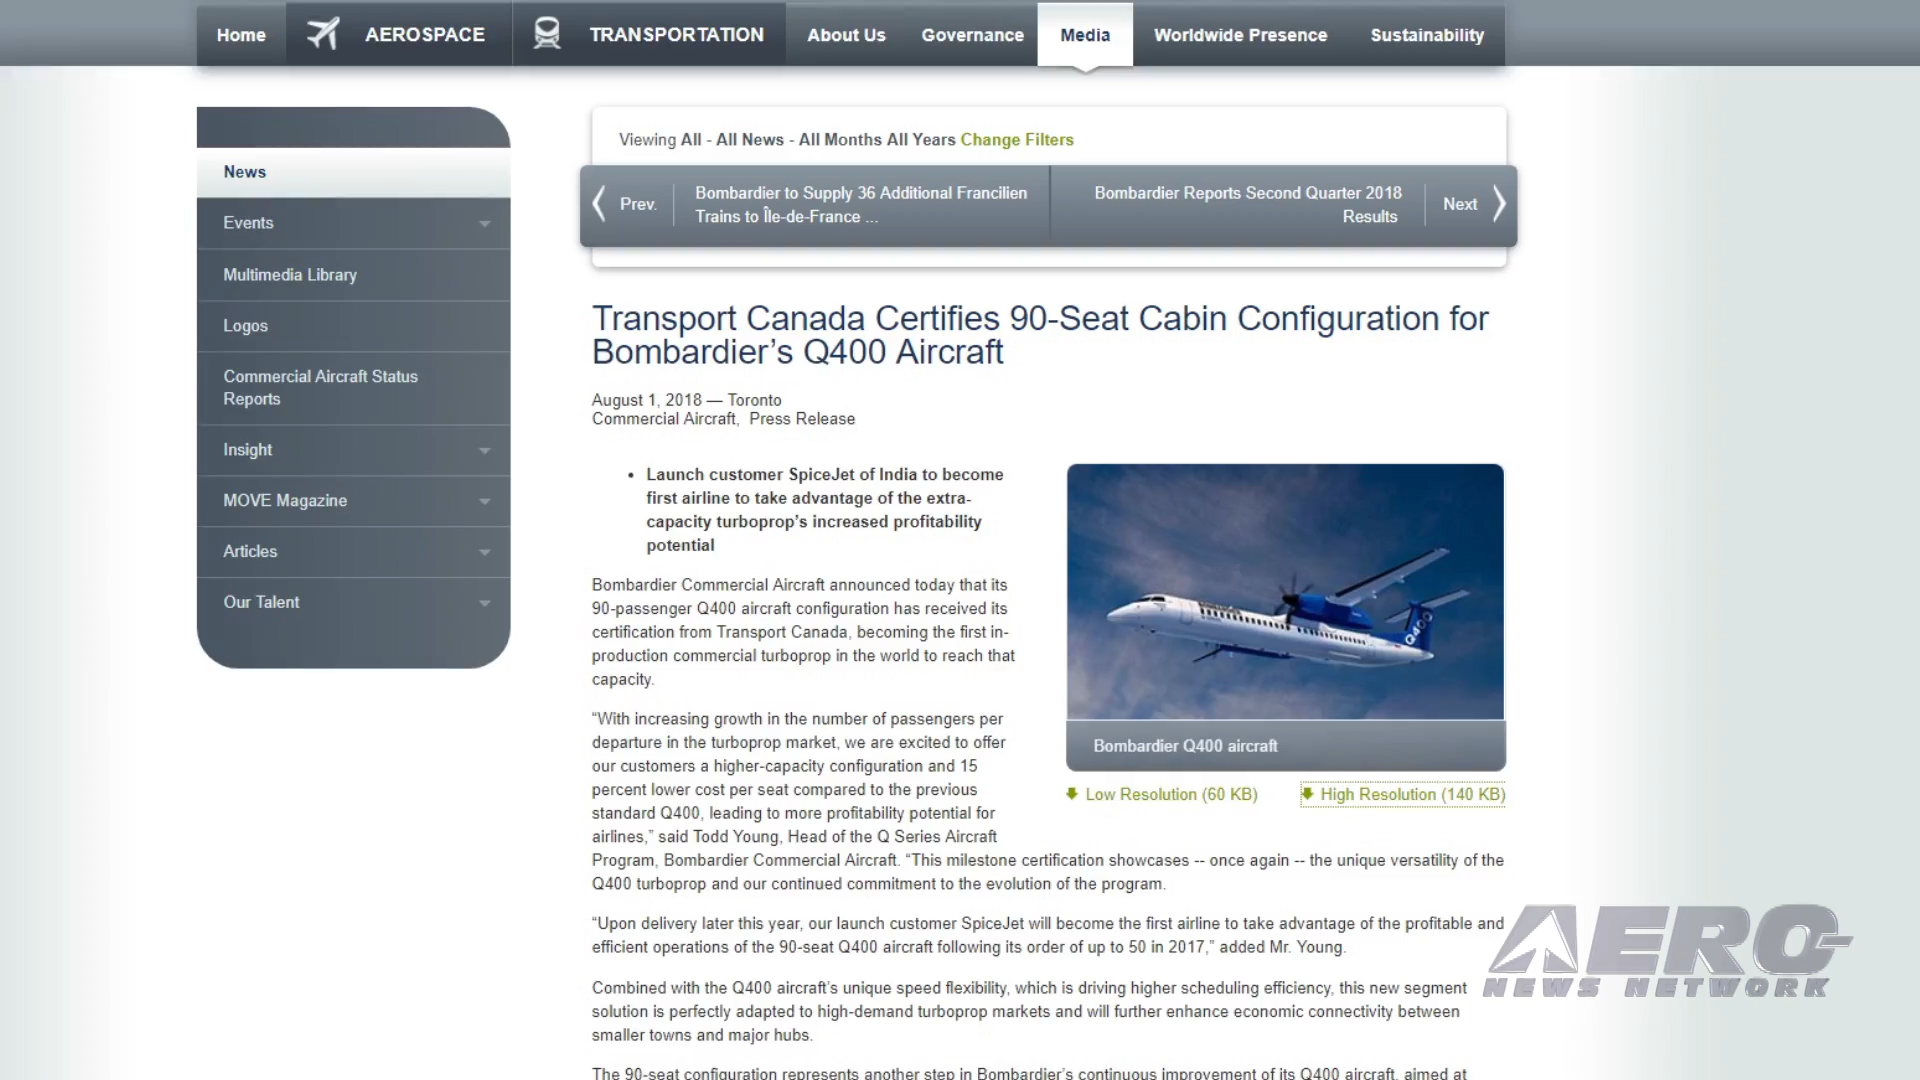 Home AEROSPACE TRANSPORTATION About Us Governance Media Worldwide Presence Sustainability
News
Events
Multimedia Library
Logos
Commercial Aircraft Status
Reports
Insight
MOVE Magazine
Articles
Our Talent
Viewing All - All News - All Months All Years Change Filters
Prev.
Bombardier to Supply 36 Additional Francilien
Trains to Île-de-France ...
Bombardier Reports Second Quarter 2018
Results
Next
Transport Canada Certifies 90-Seat Cabin Configuration for
Bombardier’s Q400 Aircraft
August 1, 2018 — Toronto
Commercial Aircraft, Press Release
• Launch customer SpiceJet of India to become
first airline to take advantage of the extra-
capacity turboprop’s increased profitability
potential
Bombardier Commercial Aircraft announced today that its
90-passenger Q400 aircraft configuration has received its
certification from Transport Canada, becoming the first in-
production commercial turboprop in the world to reach that
capacity.
“With increasing growth in the number of passengers per
departure in the turboprop market, we are excited to offer
our customers a higher-capacity configuration and 15
percent lower cost per seat compared to the previous
standard Q400, leading to more profitability potential for
airlines,” said Todd Young, Head of the Q Series Aircraft
Program, Bombardier Commercial Aircraft. “This milestone certification showcases -- once again -- the unique versatility of the
Q400 turboprop and our continued commitment to the evolution of the program.
Q400
Bombardier Q400 aircraft
Low Resolution (60 KB)
High Resolution (140 KB)
“Upon delivery later this year, our launch customer SpiceJet will become the first airline to take advantage of the profitable and
efficient operations of the 90-seat Q400 aircraft following its order of up to 50 in 2017,” added Mr. Young.
Combined with the Q400 aircraft’s unique speed flexibility, which is driving higher scheduling efficiency, this new segment
solution is perfectly adapted to high-demand turboprop markets and will further enhance economic connectivity between
smaller towns and major hubs.
The 90-seat configuration represents another step in Bombardier’s continuous improvement of its Q400 aircraft, aimed at
AERO-
NEWS NETWORK